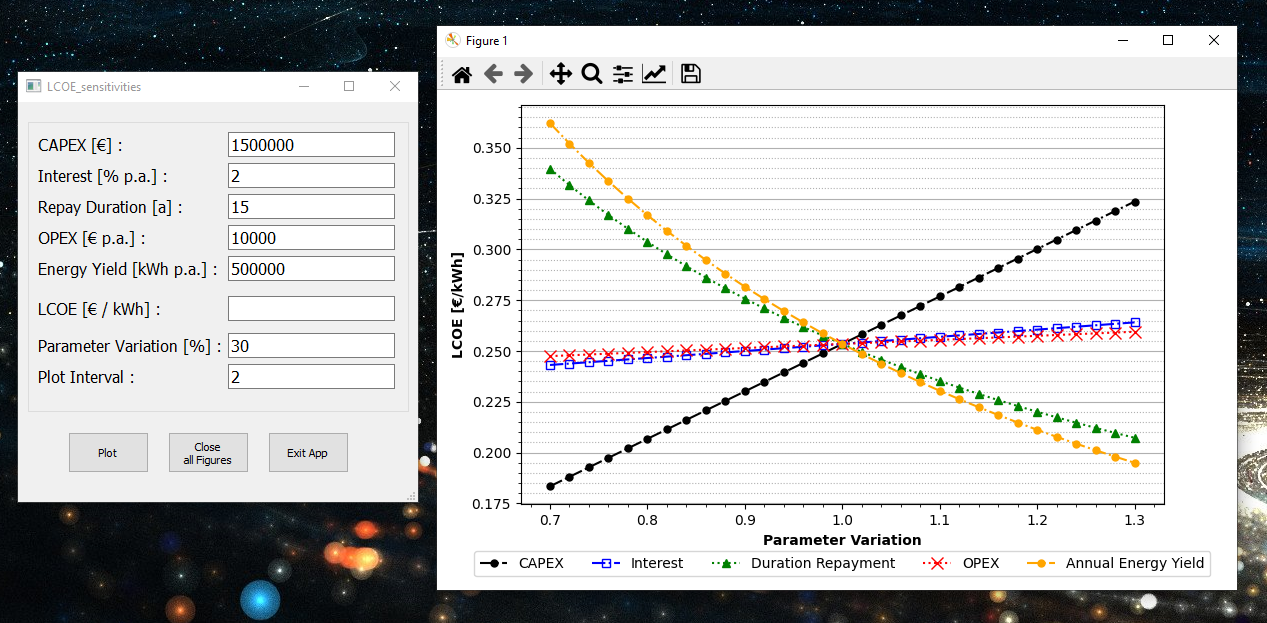 LCOE_sensitivities
CAPEX [€] : 1500000
Interest [% p.a.] : 2
Repay Duration [a] : 15
OPEX [€ p.a.] : 10000
Energy Yield [kWh p.a.] : 500000
LCOE [€ / kWh] :
Parameter Variation [%] : 30
Plot Interval : 2
Plot
Close
all Figures
Exit App
Figure 1
LCOE [€/kWh]
0.350
0.325
0.300
0.275
0.250
0.225
0.200
0.175
0.7 0.8 0.9 1.0 1.1 1.2 1.3
Parameter Variation
CAPEX Interest Duration Repayment OPEX Annual Energy Yield